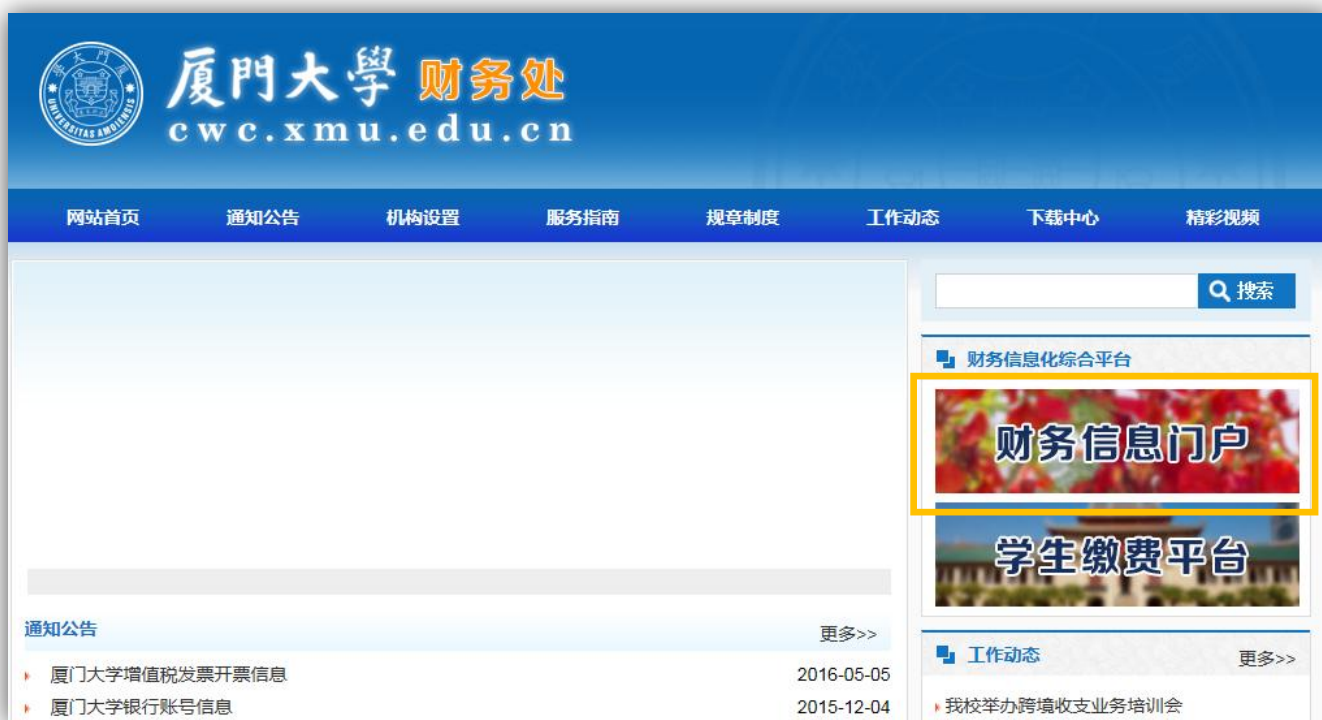 厦門大學 财务处
cwc.xmu.edu.cn
UNIVERSITAS AMOIENSIS
网站首页 通知公告 机构设置 服务指南 规章制度 工作动态 下载中心 精彩视频
搜索
财务信息化综合平台
财务信息门户
学生缴费平台
通知公告 更多>>
厦门大学增值税发票开票信息 2016-05-05
厦门大学银行账号信息 2015-12-04
工作动态 更多>>
我校举办跨境收支业务培训会